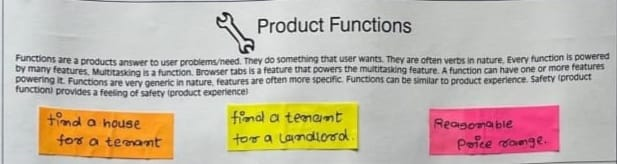 Product Functions
Functions are a products answer to user problems/need. They do something that user wants. They are often verbs in nature. Every function is powered
by many features. Multitasking is a function. Browser tabs is a feature that powers the multitasking feature. A function can have one or more features
powering it. Functions are very generic in nature, features are often more specific. Functions can be similar to product experience. Safety (product
function) provides a feeling of safety (product experience)
find a house
for a tenant
find a tenant
for a landlord.
Reasonable
Price range.